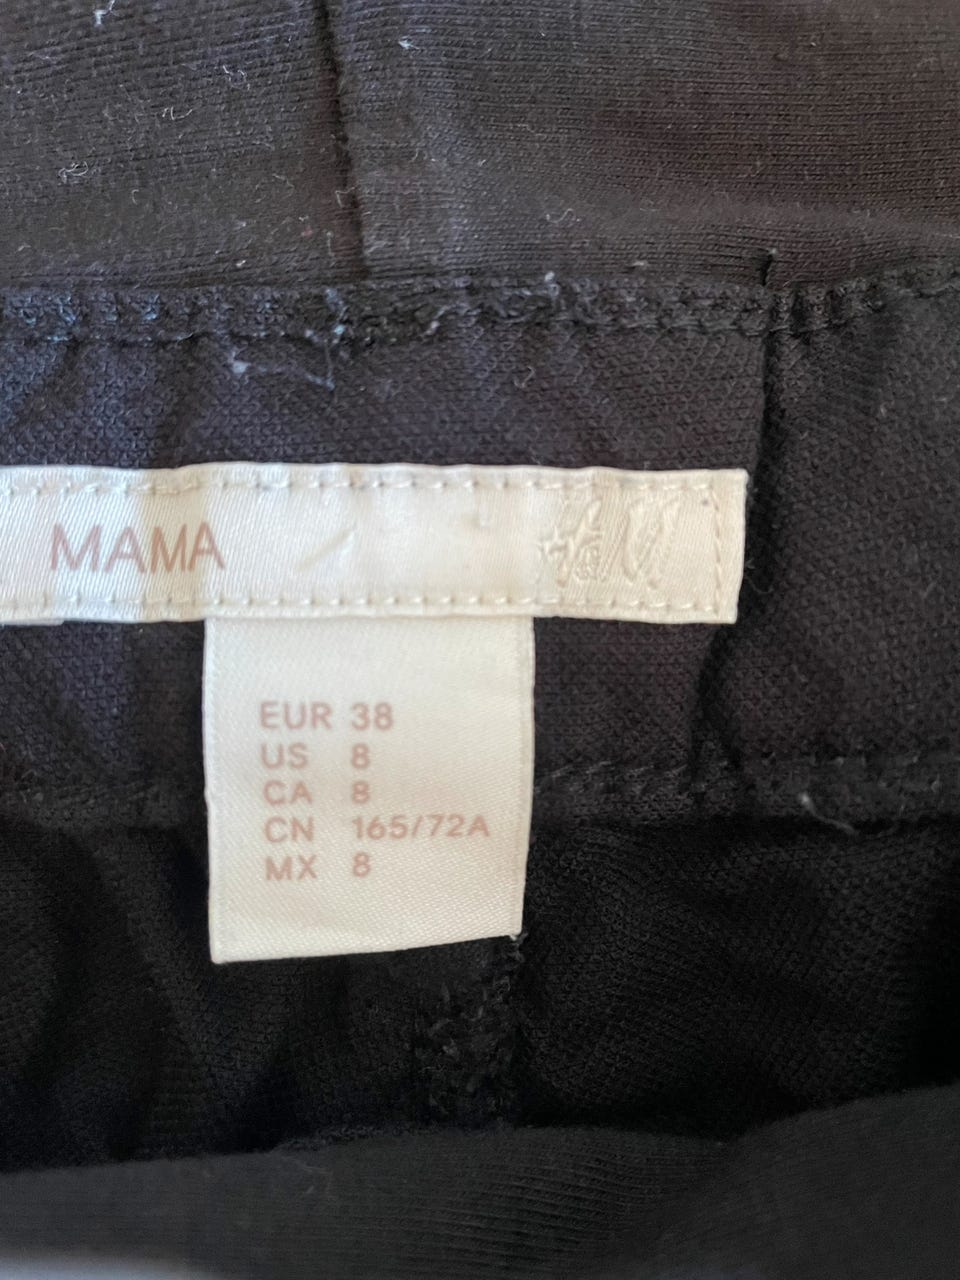 MAMA H&M
EUR 38
US 8
CA 8
CN 165/72A
MX 8